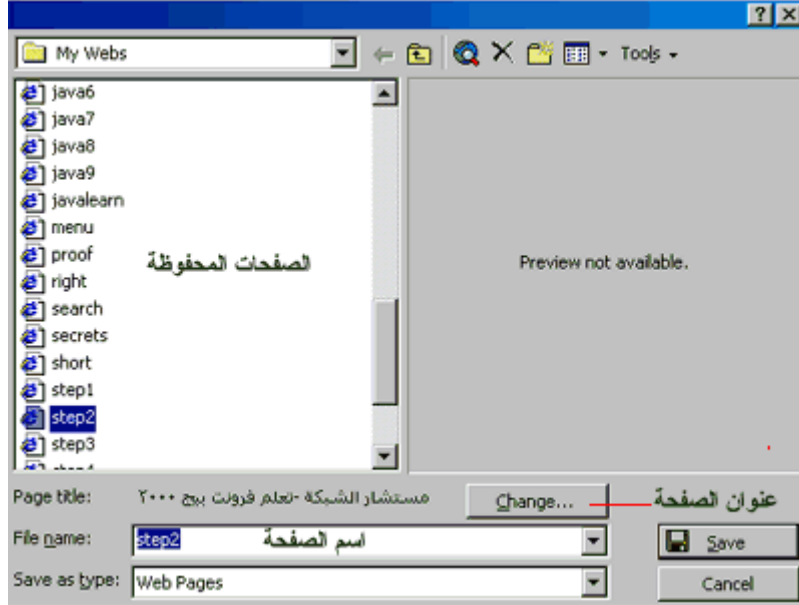 My Webs Tools
java6
java7
java8
java9
javalearn
menu
proof
الصفحات المحفوظة
Preview not available.
right
search
secrets
short
step1
step2
step3
Page title: مستشار الشبكة -تعلم فرونت بيج ٢٠٠٠ Change... عنوان الصفحة
File name: step2 اسم الصفحة Save
Save as type: Web Pages Cancel